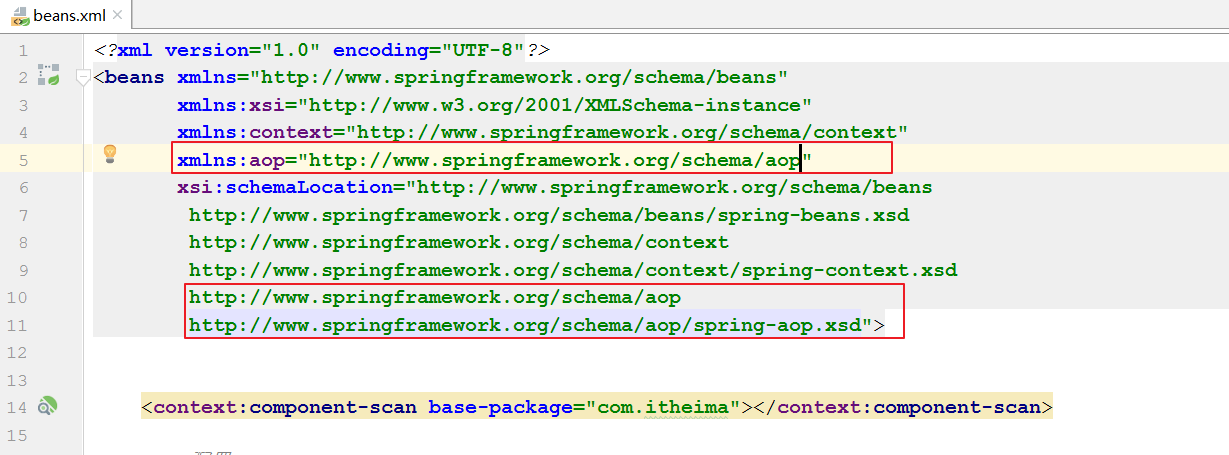 beans.xml
1 <?xml version="1.0" encoding="UTF-8"?>
2 <beans xmlns="http://www.springframework.org/schema/beans"
3 xmlns:xsi="http://www.w3.org/2001/XMLSchema-instance"
4 xmlns:context="http://www.springframework.org/schema/context"
5 xmlns:aop="http://www.springframework.org/schema/aop"
6 xsi:schemaLocation="http://www.springframework.org/schema/beans
7 http://www.springframework.org/schema/beans/spring-beans.xsd
8 http://www.springframework.org/schema/context
9 http://www.springframework.org/schema/context/spring-context.xsd
10 http://www.springframework.org/schema/aop
11 http://www.springframework.org/schema/aop/spring-aop.xsd">
12
13
14 <context:component-scan base-package="com.itheima"></context:component-scan>
15